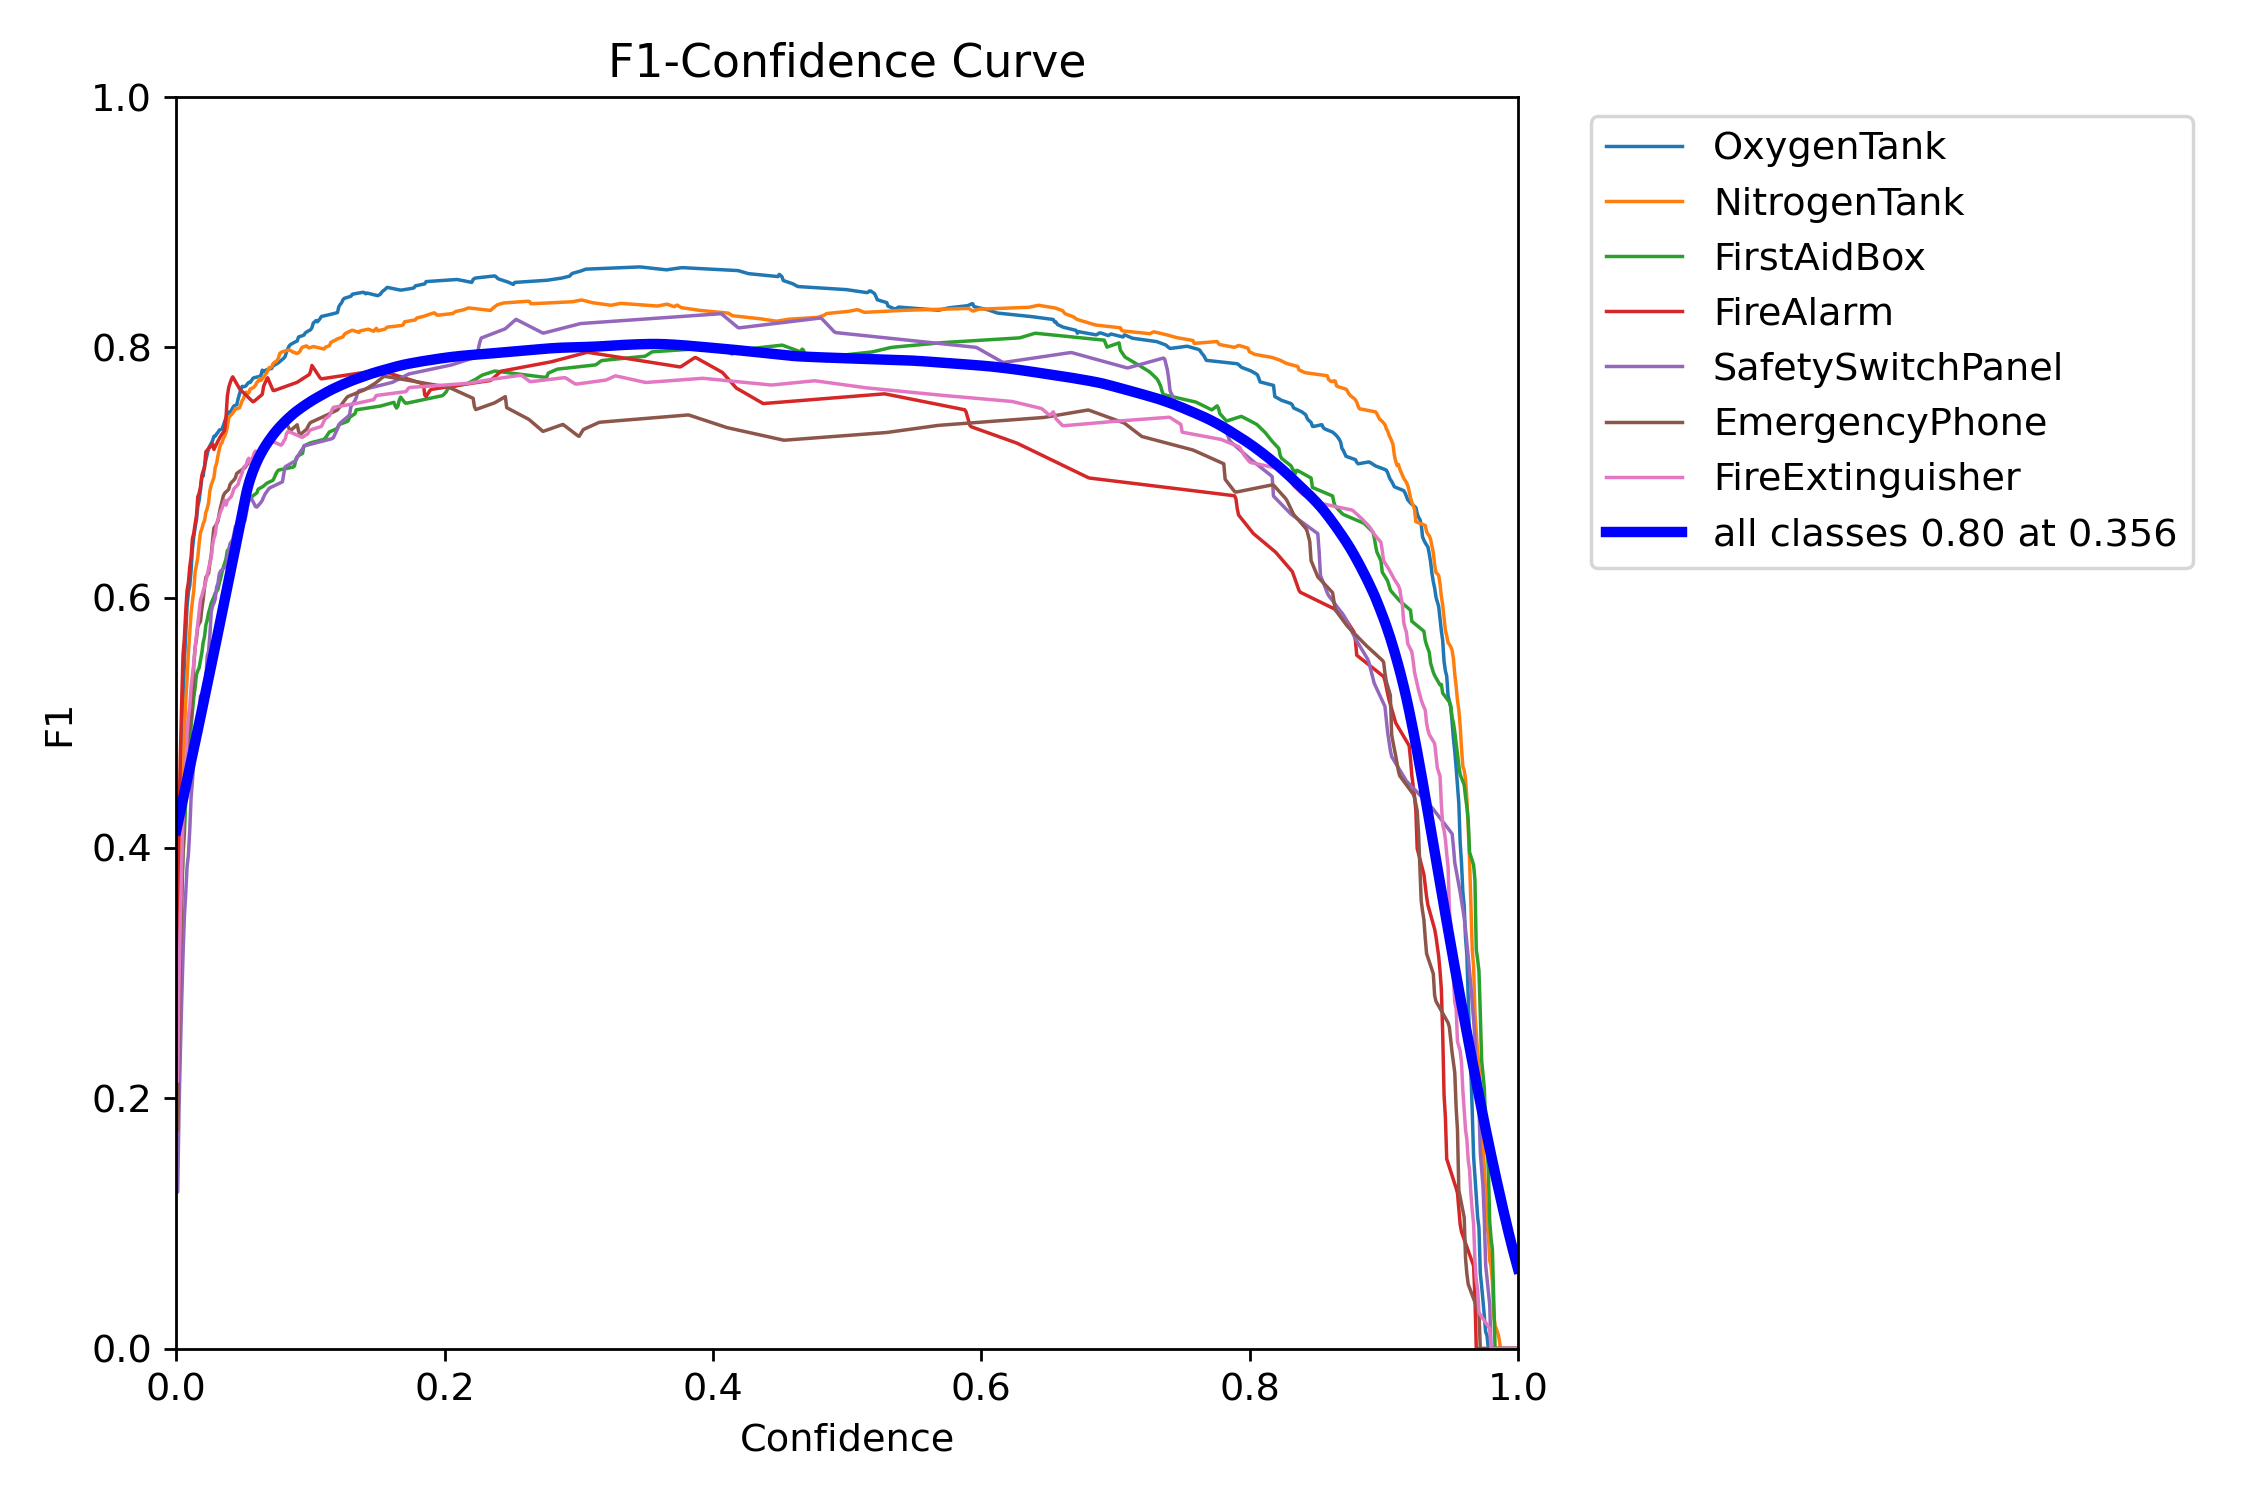 F1-Confidence Curve
1.0
0.8
0.6
0.4
0.2
0.0
F1
0.0 0.2 0.4 0.6 0.8 1.0
Confidence
OxygenTank
NitrogenTank
FirstAidBox
FireAlarm
SafetySwitchPanel
EmergencyPhone
FireExtinguisher
all classes 0.80 at 0.356